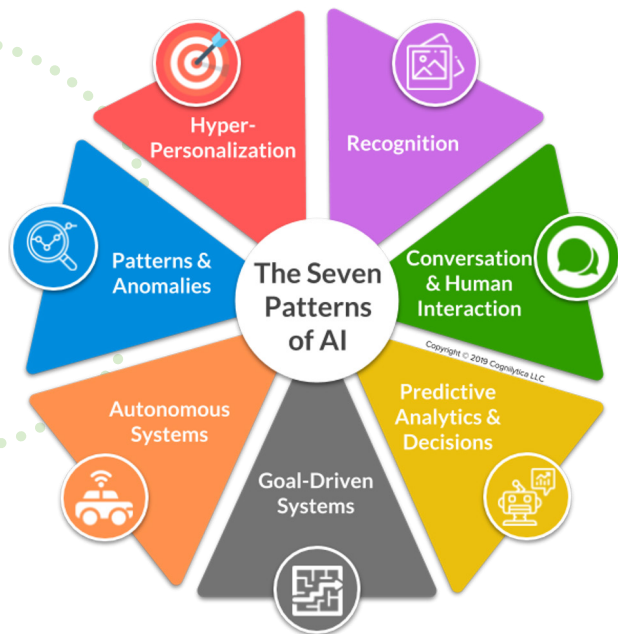 The Seven
Patterns
of AI
Hyper-
Personalization
Recognition
Conversation
& Human
Interaction
Copyright © 2019 Cognilytica LLC
Predictive
Analytics &
Decisions
Goal-Driven
Systems
Autonomous
Systems
Patterns &
Anomalies